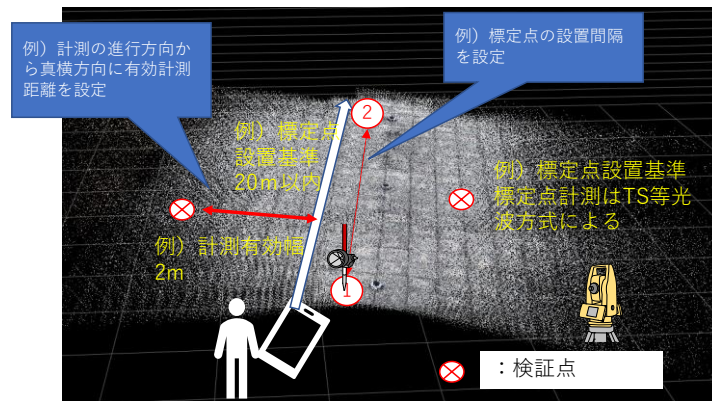 例）計測の進行方向か
ら真横方向に有効計測
距離を設定
例）標定点の設置間隔
を設定
2
例）標定点
設置基準
20m以内
例）標定点設置基準
標定点計測はTS等光
波方式による
例）計測有効幅
2m
1
：検証点